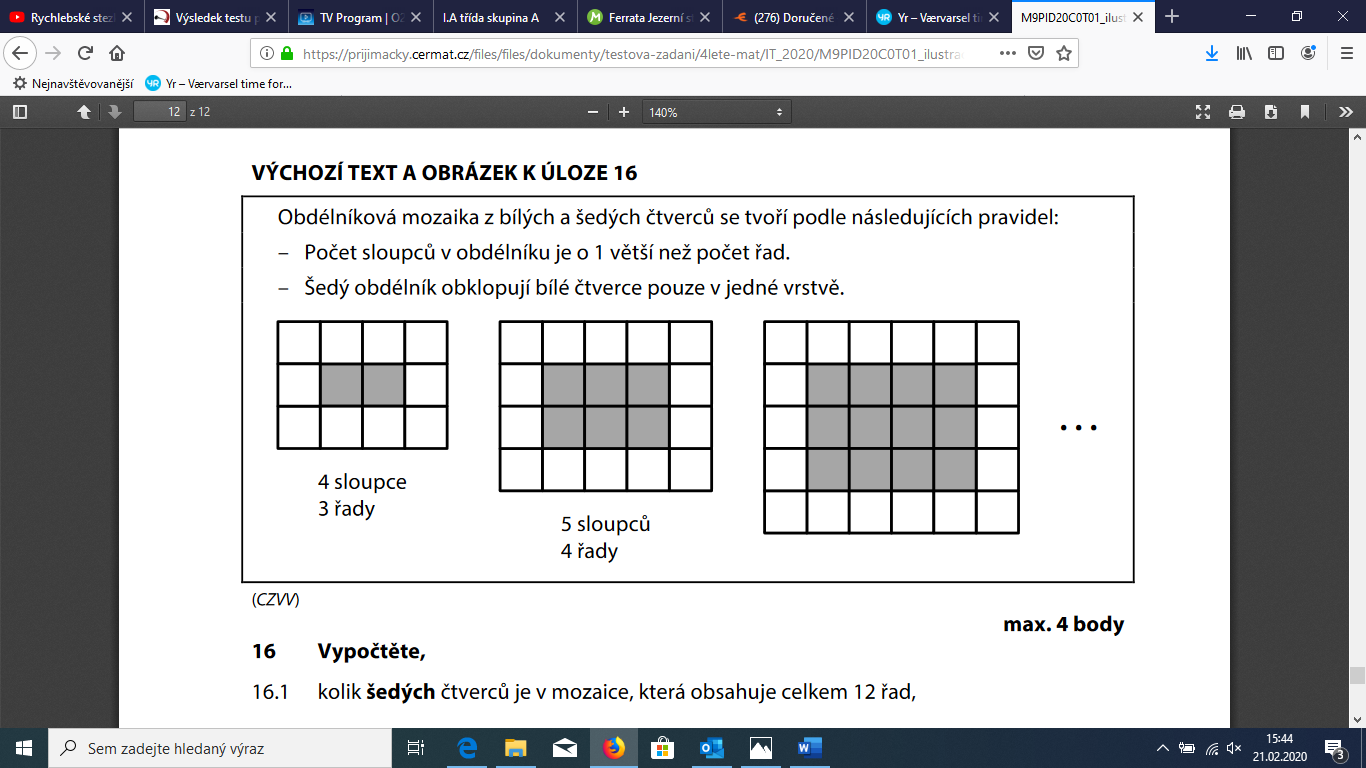 Rychlebské stezk
Výsledek testu p
TV Program | O2
I.A třída skupina A
Ferrata Jezerní s
(276) Doručené
Yr – Værvarsel tim
M9PID20C0T01_ilust
https://prijimacky.cermat.cz/files/files/dokumenty/testova-zadani/4lete-mat/IT_2020/M9PID20C0T01_ilustra
Nejnavštěvovanější
Yr – Værvarsel time for...
12 z 12
140%
VÝCHOZÍ TEXT A OBRÁZEK K ÚLOZE 16
Obdélníková mozaika z bílých a šedých čtverců se tvoří podle následujících pravidel:
– Počet sloupců v obdélníku je o 1 větší než počet řad.
– Šedý obdélník obklopují bílé čtverce pouze v jedné vrstvě.
...
4 sloupce
3 řady
5 sloupců
4 řady
(CZVV)
max. 4 body
16 Vypočtěte,
16.1 kolik šedých čtverců je v mozaice, která obsahuje celkem 12 řad,
Sem zadejte hledaný výraz
15:44
21.02.2020
3